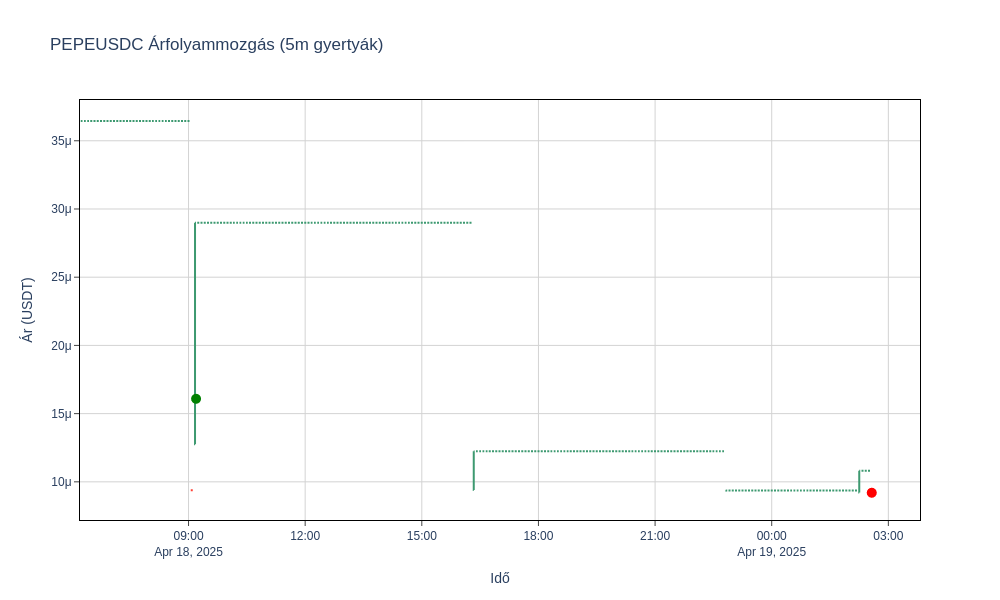 PEPEUSDC Árfolyammozgás (5m gyertyák)
35μ
30μ
25μ
20μ
15μ
10μ
Ár (USDT)
09:00 12:00 15:00 18:00 21:00 00:00 03:00
Apr 18, 2025 Apr 19, 2025
Idő